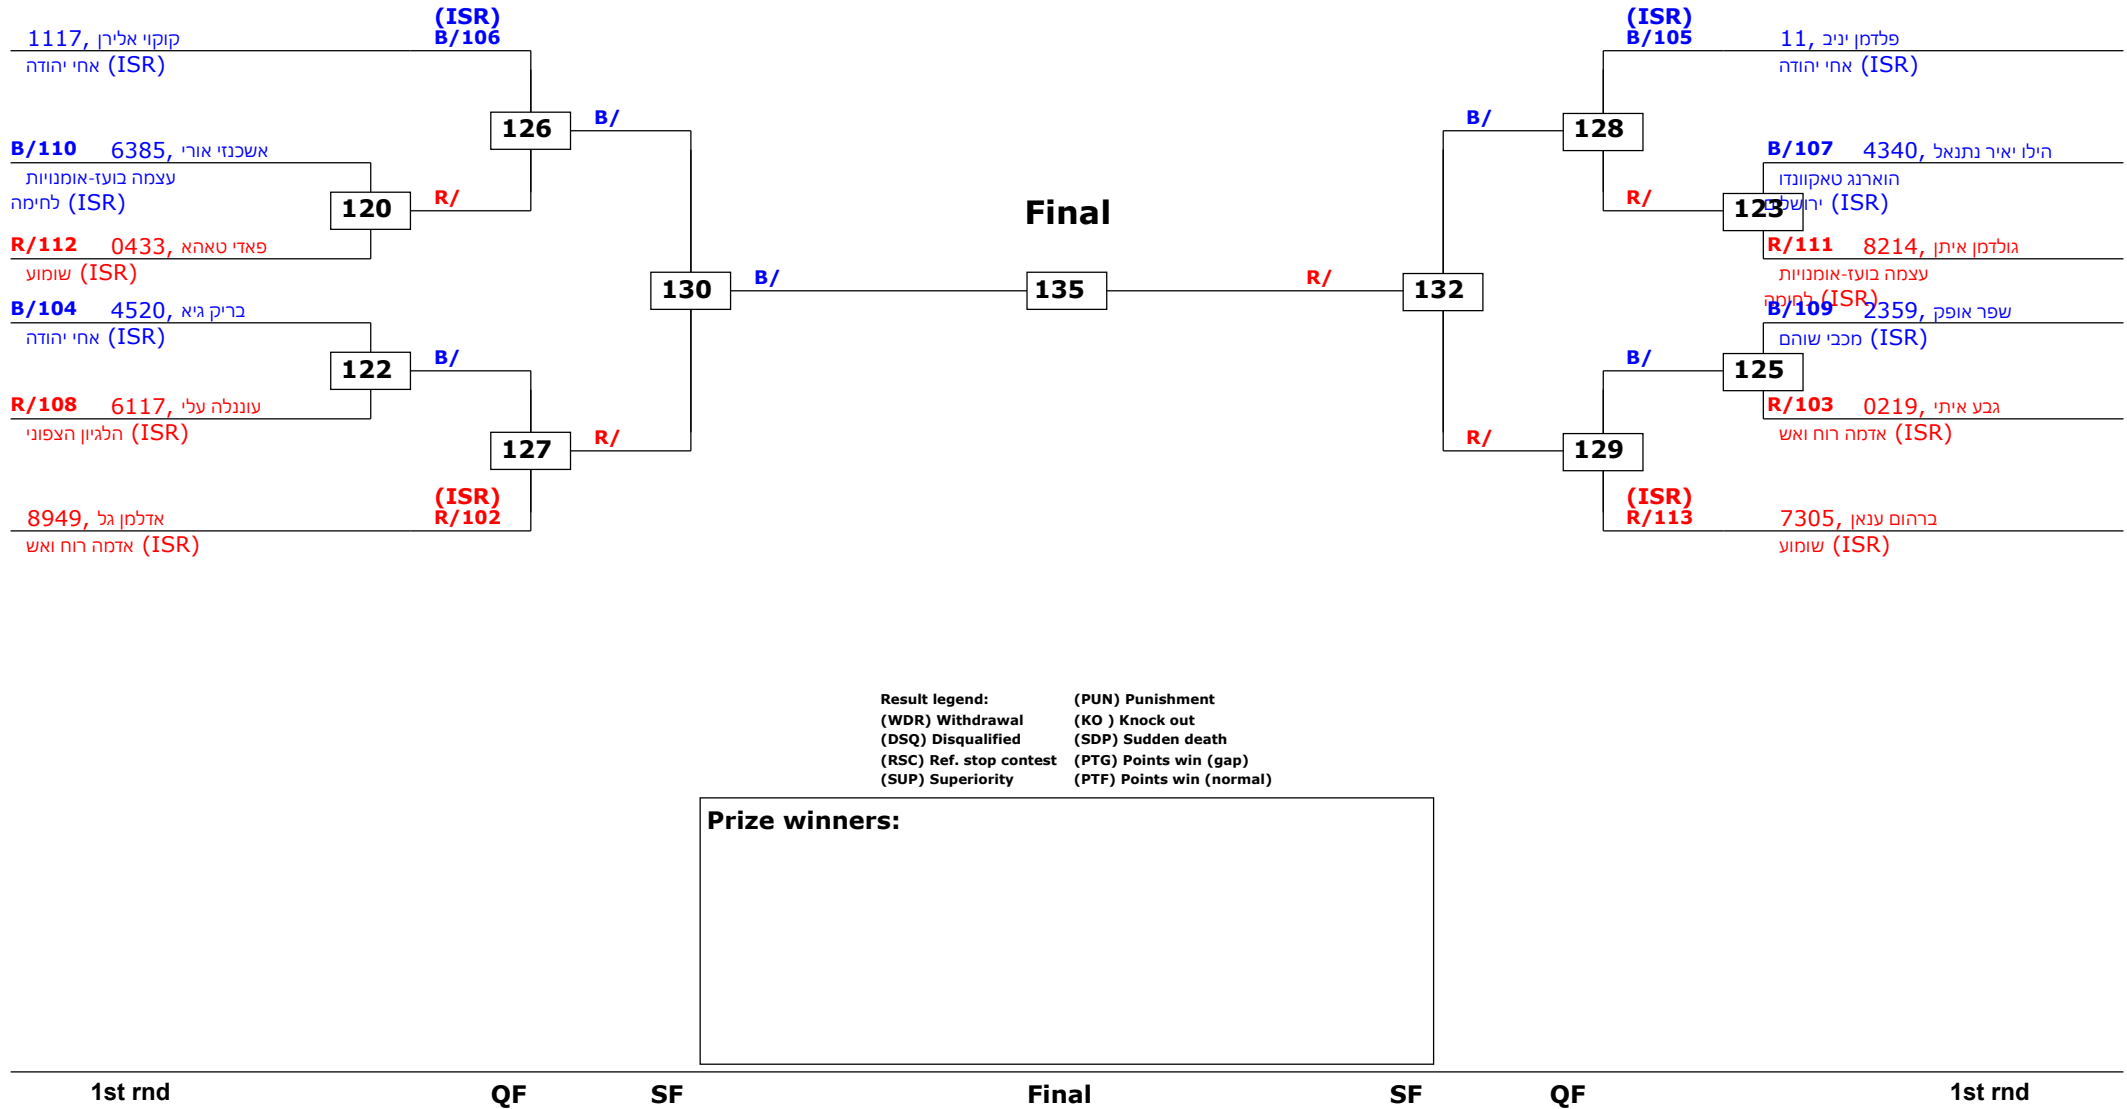 (ISR)
B/106
1117, קוקוי אלירן
אחי יהודה (ISR)
126
B/
B/110 6385, אשכנזי אורי
עצמה בועז-אומנויות
לחימה (ISR)
120
R/
R/112 0433, פאדי טאהא
שומוע (ISR)
130
B/
B/104 4520, בריק גיא
אחי יהודה (ISR)
122
B/
R/108 6117, עוננלה עלי
הלגיון הצפוני (ISR)
127
R/
(ISR)
R/102
8949, אדלמן גל
אדמה רוח ואש (ISR)
Final
135
(ISR)
B/105
11, פלדמן יניב
אחי יהודה (ISR)
B/
128
B/107 4340, הילו יאיר נתנאל
הוארנג טאקוונדו
ירושלים (ISR)
R/
123
R/111 8214, גולדמן איתן
עצמה בועז-אומנויות
לחימה (ISR)
R/
132
B/109 2359, שפר אופק
מכבי שוהם (ISR)
B/
125
R/103 0219, גבע איתי
אדמה רוח ואש (ISR)
R/
129
(ISR)
R/113
7305, ברהום ענאן
שומוע (ISR)
Result legend: (PUN) Punishment
(WDR) Withdrawal (KO ) Knock out
(DSQ) Disqualified (SDP) Sudden death
(RSC) Ref. stop contest (PTG) Points win (gap)
(SUP) Superiority (PTF) Points win (normal)
Prize winners:
1st rnd QF SF Final SF QF 1st rnd